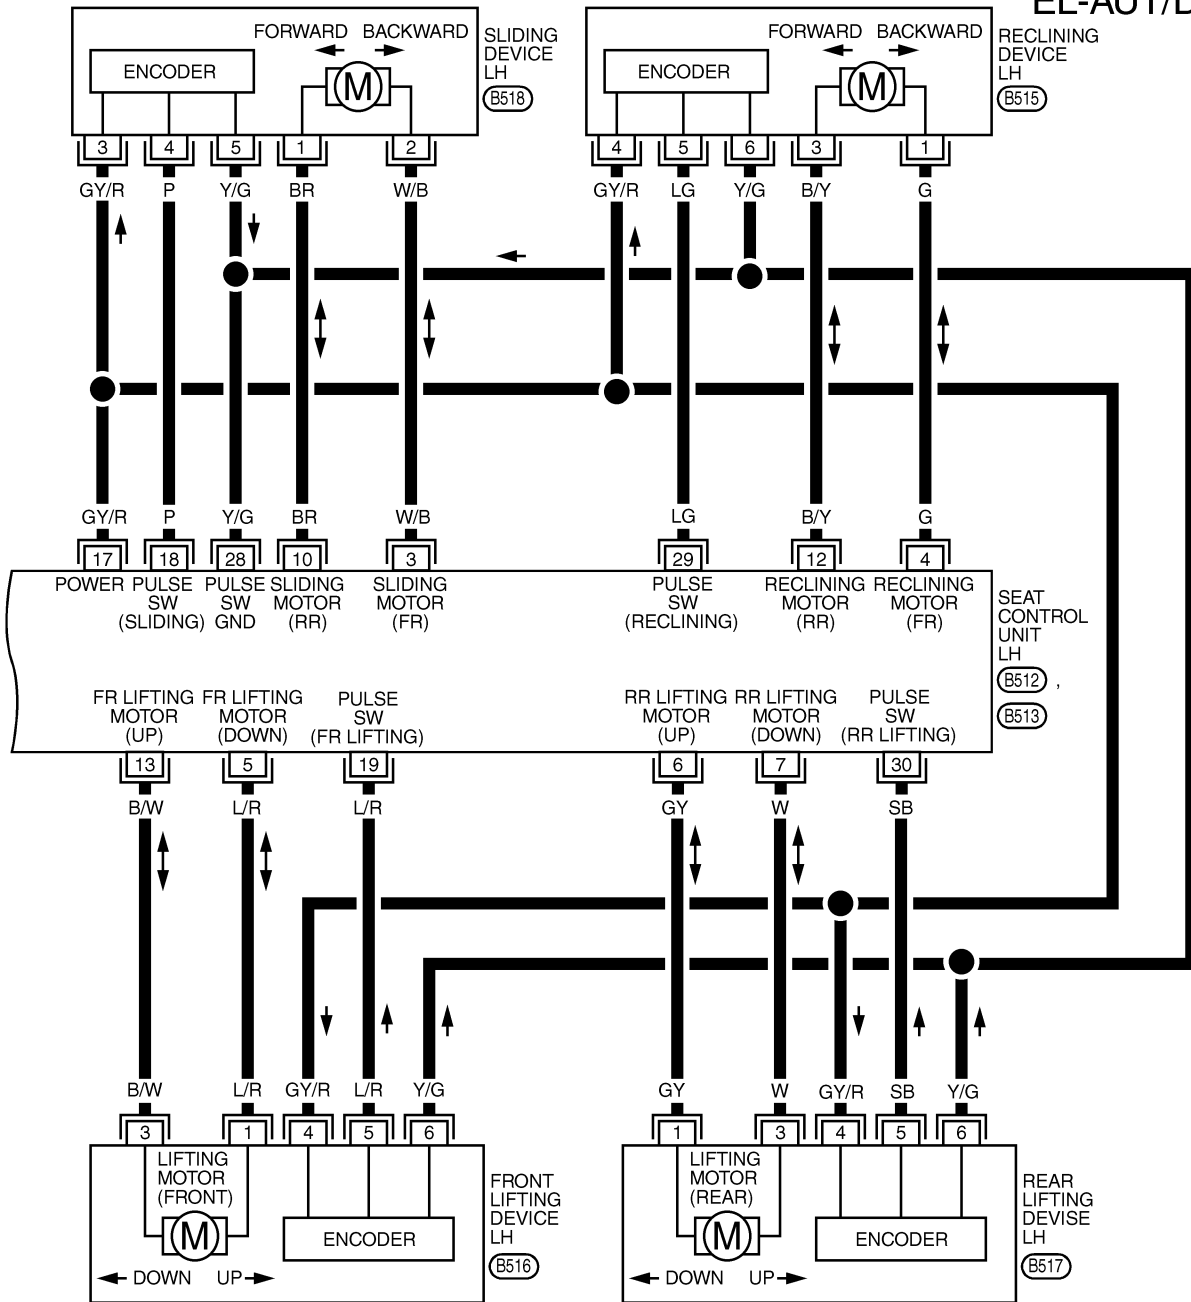 EL-AUT/D
FORWARD BACKWARD
ENCODER
M
SLIDING
DEVICE
LH
B518
3 4 5 1 2
GY/R P Y/G BR W/B
FORWARD BACKWARD
ENCODER
M
RECLINING
DEVICE
LH
B515
4 5 6 3 1
GY/R LG Y/G B/Y G
GY/R P Y/G BR W/B LG B/Y G
17 18 28 10 3 29 12 4
POWER
PULSE
SW
(SLIDING)
PULSE
SW
GND
SLIDING
MOTOR
(RR)
SLIDING
MOTOR
(FR)
PULSE
SW
(RECLINING)
RECLINING
MOTOR
(RR)
RECLINING
MOTOR
(FR)
SEAT
CONTROL
UNIT
LH
B512 ,
B513
FR LIFTING
MOTOR
(UP)
FR LIFTING
MOTOR
(DOWN)
PULSE
SW
(FR LIFTING)
RR LIFTING
MOTOR
(UP)
RR LIFTING
MOTOR
(DOWN)
PULSE
SW
(RR LIFTING)
13 5 19 6 7 30
B/W L/R L/R GY W SB
B/W L/R GY/R L/R Y/G
3 1 4 5 6
LIFTING
MOTOR
(FRONT)
M
ENCODER
DOWN UP
FRONT
LIFTING
DEVICE
LH
B516
GY W GY/R SB Y/G
1 3 4 5 6
LIFTING
MOTOR
(REAR)
M
ENCODER
DOWN UP
REAR
LIFTING
DEVISE
LH
B517